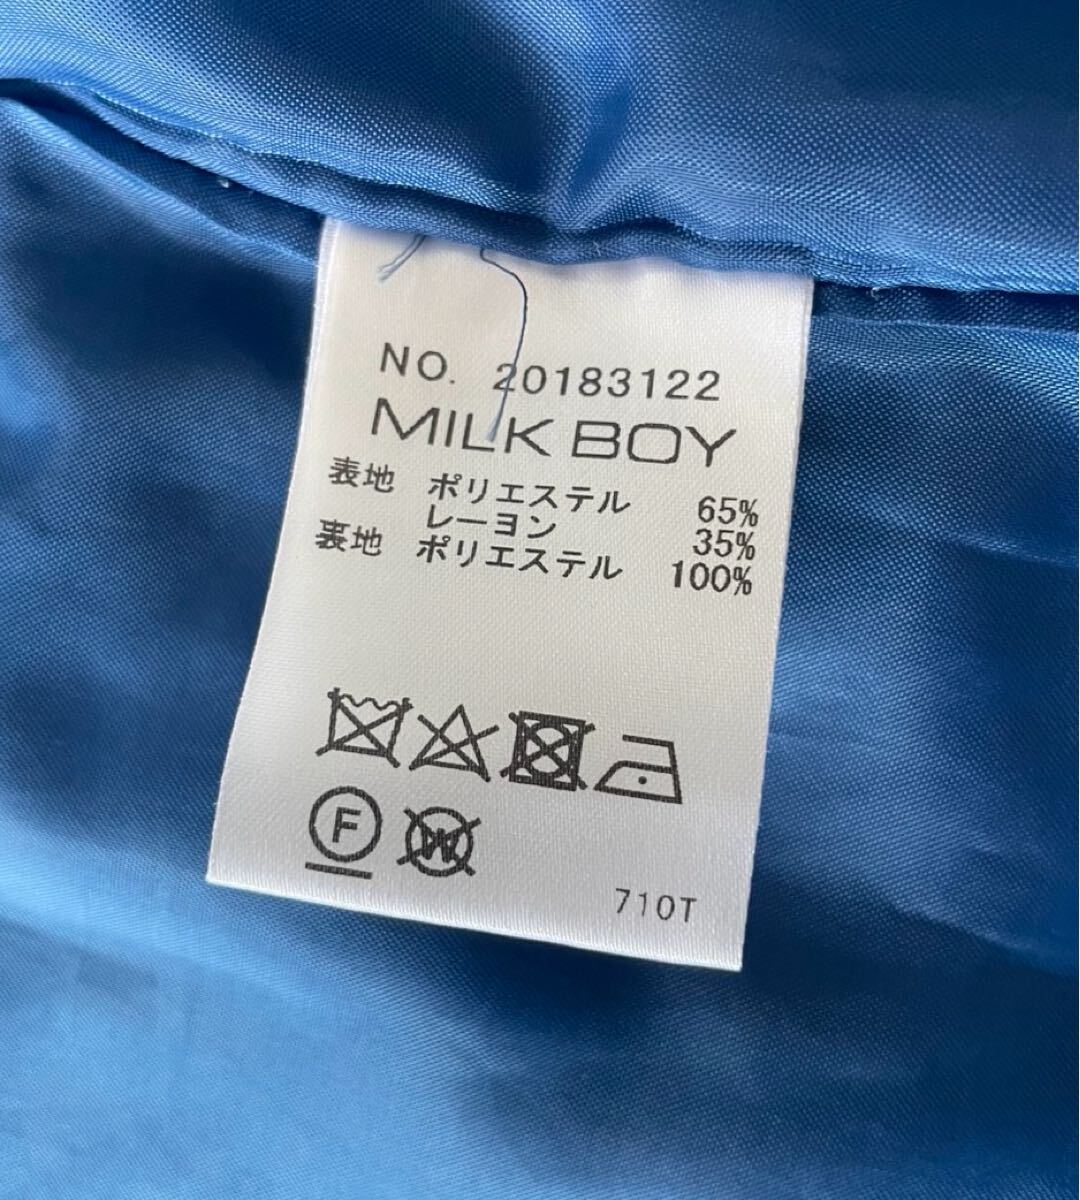 NO. 20183122
MILK BOY
表地 ポリエステル 65%
レーヨン 35%
裏地 ポリエステル 100%
F
W
710T